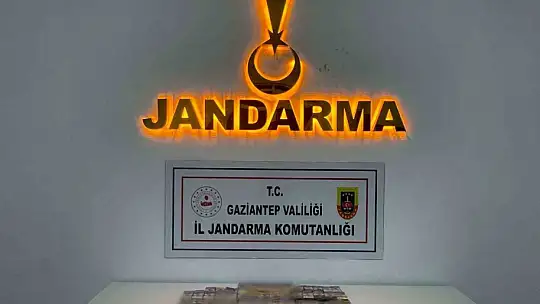 JANDARMA
T.C.
GAZİANTEP VALİLİĞİ
İL JANDARMA KOMUTANLIĞI